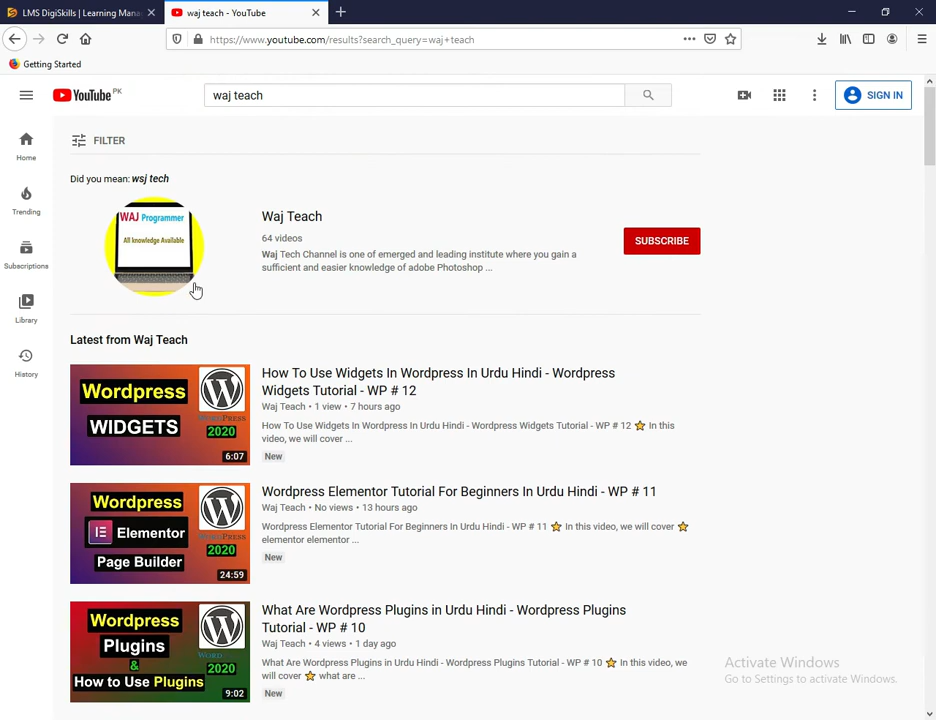 LMS DigiSkills | Learning Mana
waj teach - YouTube
https://www.youtube.com/results?search_query=waj+teach
Getting Started
YouTube PK
waj teach
SIGN IN
Home
Trending
Subscriptions
Library
History
FILTER
Did you mean: wsj tech
WAJ Programmer
All knowledge Available
Waj Teach
64 videos
Waj Tech Channel is one of emerged and leading institute where you gain a
sufficient and easier knowledge of adobe Photoshop ...
SUBSCRIBE
Latest from Waj Teach
Wordpress
WIDGETS
2020
6:07
How To Use Widgets In Wordpress In Urdu Hindi - Wordpress
Widgets Tutorial - WP # 12
Waj Teach • 1 view • 7 hours ago
How To Use Widgets In Wordpress In Urdu Hindi - Wordpress Widgets Tutorial - WP # 12 ⭐ In this
video, we will cover ...
New
Wordpress
Elementor
Page Builder
2020
24:59
Wordpress Elementor Tutorial For Beginners In Urdu Hindi - WP # 11
Waj Teach • No views • 13 hours ago
Wordpress Elementor Tutorial For Beginners In Urdu Hindi - WP # 11 ⭐ In this video, we will cover ⭐
elementor elementor ...
New
Wordpress
Plugins
&
How to Use Plugins
2020
9:02
What Are Wordpress Plugins in Urdu Hindi - Wordpress Plugins
Tutorial - WP # 10
Waj Teach • 4 views • 1 day ago
What Are Wordpress Plugins in Urdu Hindi - Wordpress Plugins Tutorial - WP # 10 ⭐ In this video, we
will cover ⭐ what are ...
New
Activate Windows
Go to Settings to activate Windows.